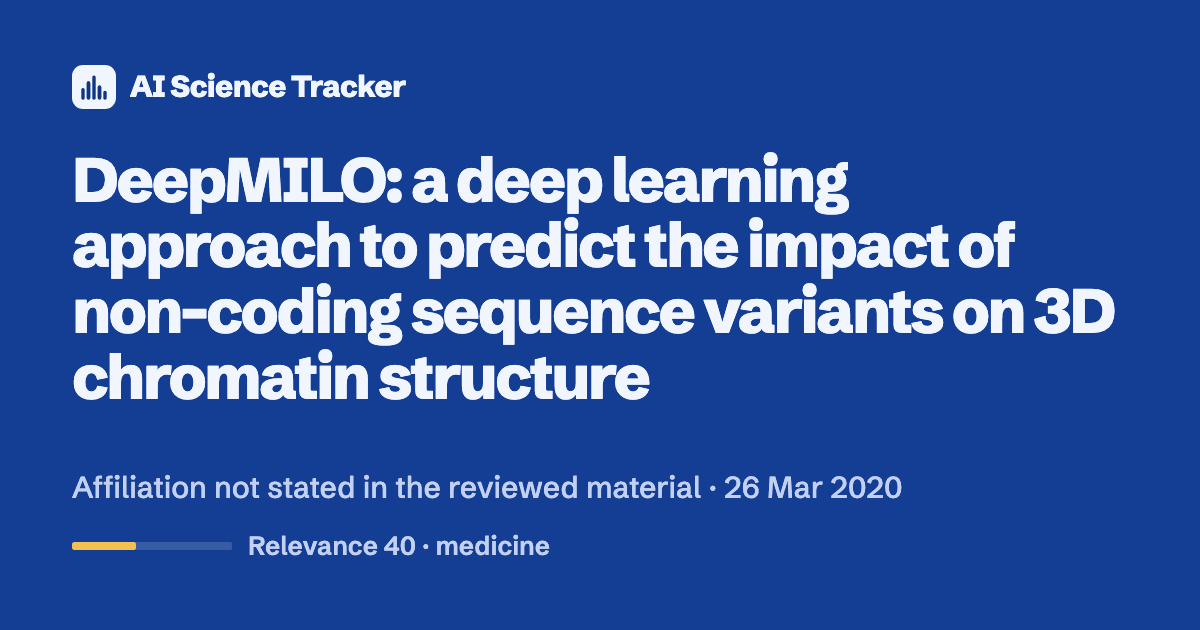 AI Science Tracker
DeepMILO: a deep learning
approach to predict the impact of
non-coding sequence variants on 3D
chromatin structure
Affiliation not stated in the reviewed material · 26 Mar 2020
Relevance 40 · medicine